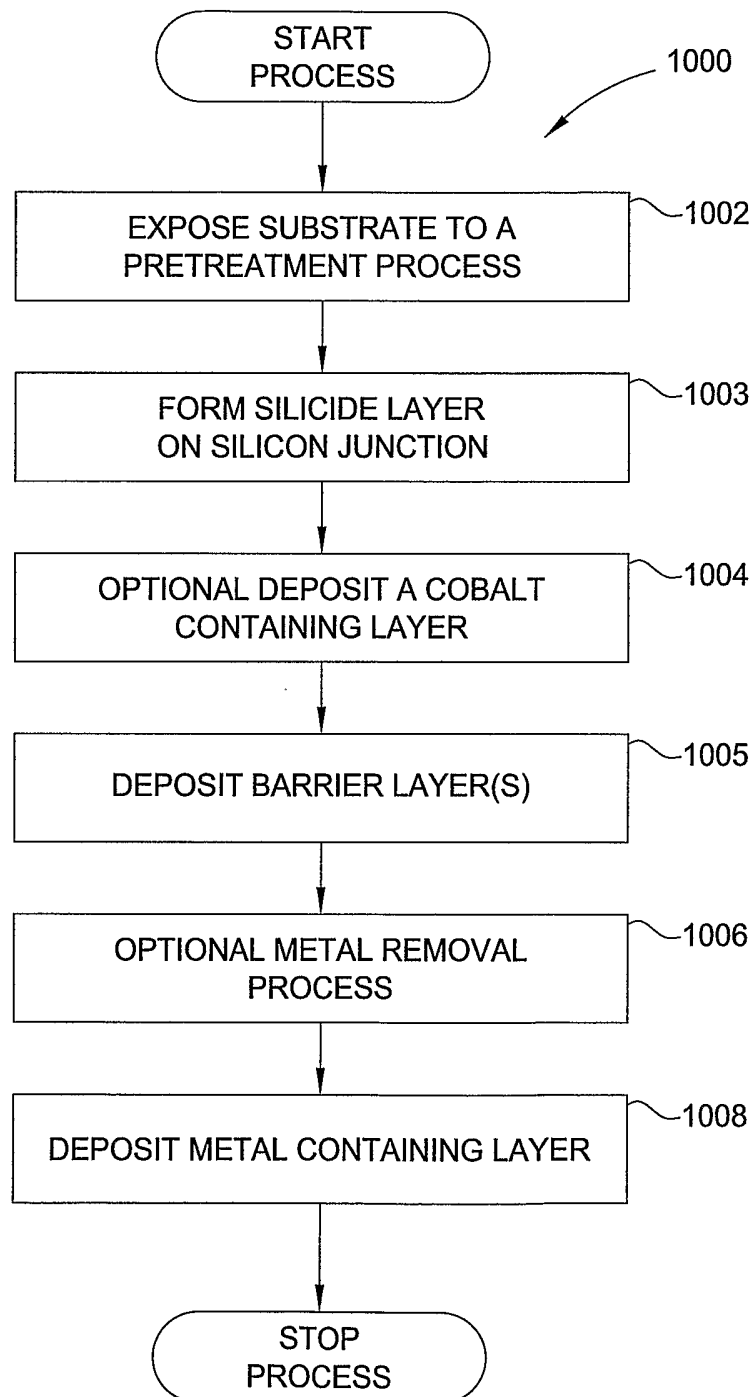 START
PROCESS
1000
EXPOSE SUBSTRATE TO A
PRETREATMENT PROCESS
1002
FORM SILICIDE LAYER
ON SILICON JUNCTION
1003
OPTIONAL DEPOSIT A COBALT
CONTAINING LAYER
1004
DEPOSIT BARRIER LAYER(S)
1005
OPTIONAL METAL REMOVAL
PROCESS
1006
DEPOSIT METAL CONTAINING LAYER
1008
STOP
PROCESS